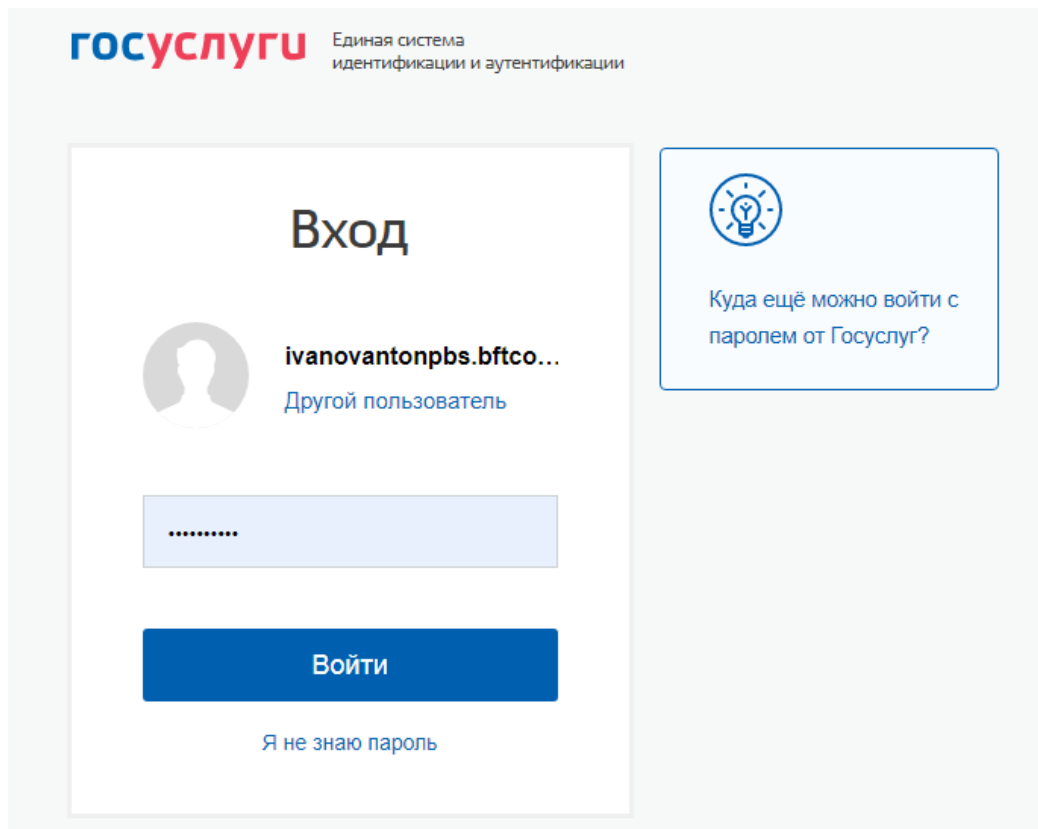 госуслуги
Единая система
идентификации и аутентификации
Вход
ivanovantonpbs.bftco...
Другой пользователь
••••••••••
Войти
Я не знаю пароль
Куда ещё можно войти с
паролем от Госуслуг?